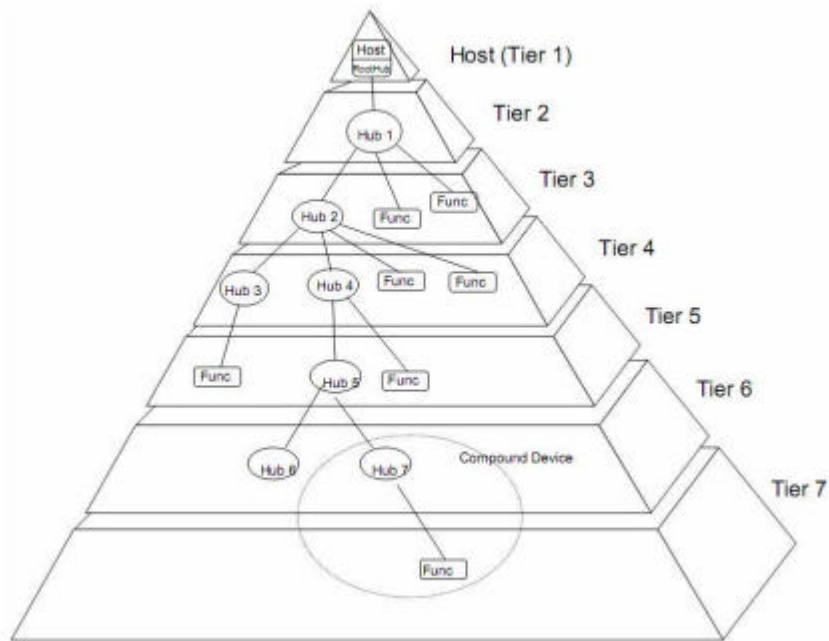 Host
RootHub
Host (Tier 1)
Hub 1
Tier 2
Hub 2
Func
Func
Tier 3
Hub 3
Hub 4
Func
Func
Tier 4
Func
Hub 5
Func
Tier 5
Hub 6
Hub 7
Compound Device
Tier 6
Func
Tier 7